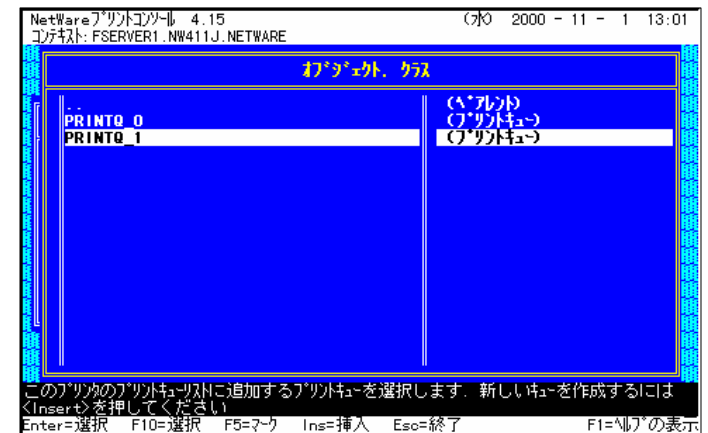 NetWareプリントコンソール 4.15 (水) 2000 - 11 - 1 13:01
コンテキスト: FSERVER1.NW411J.NETWARE
オブジェクト. クラス
.. (ペアレント)
PRINTQ_0 (プリントキュー)
PRINTQ_1 (プリントキュー)
このプリンタのプリントキューリストに追加するプリントキューを選択します. 新しいキューを作成するには
<Insert>を押してください
Enter=選択 F10=選択 F5=マーク Ins=挿入 Esc=終了 F1=ヘルプの表示